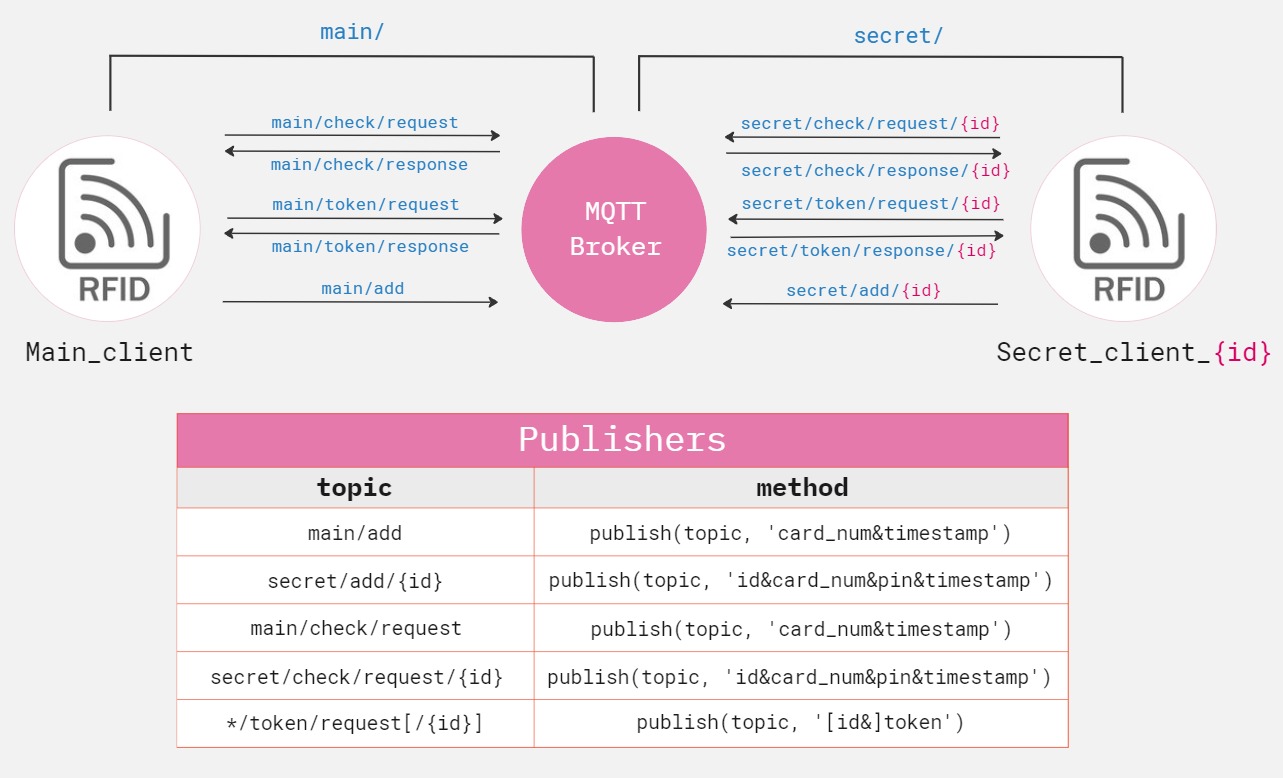 main/
secret/
main/check/request
main/check/response
main/token/request
main/token/response
main/add
MQTT
Broker
secret/check/request/{id}
secret/check/response/{id}
secret/token/request/{id}
secret/token/response/{id}
secret/add/{id}
RFID
RFID
Main_client
Secret_client_{id}
Publishers
topic method
main/add publish(topic, 'card_num&timestamp')
secret/add/{id} publish(topic, 'id&card_num&pin&timestamp')
main/check/request publish(topic, 'card_num&timestamp')
secret/check/request/{id} publish(topic, 'id&card_num&pin&timestamp')
*/token/request[/{id}] publish(topic, '[id&]token')